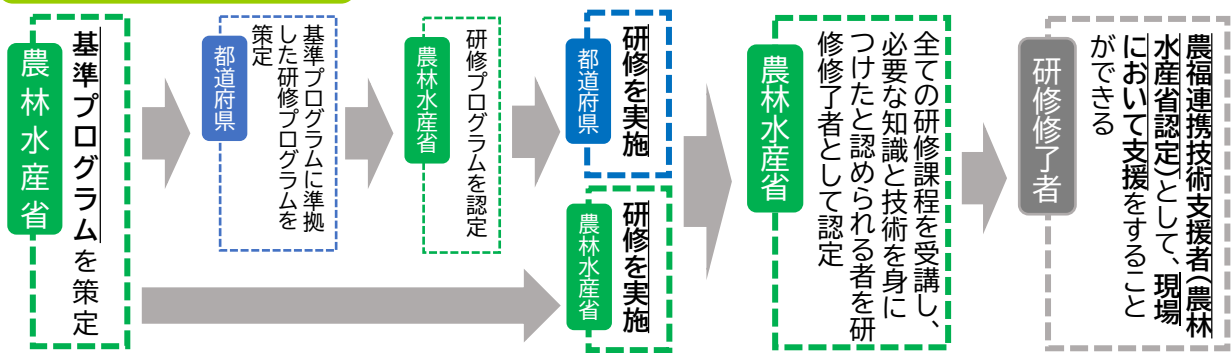 農林水産省
基準プログラムを策定
都道府県
基準プログラムに準拠
した研修プログラムを
策定
農林水産省
研修プログラムを認定
都道府県
研修を実施
農林水産省
研修を実施
農林水産省
全ての研修課程を受講し、
必要な知識と技術を身に
つけたと認められる者を研
修修了者として認定
研修修了者
農福連携技術支援者(農林
水産省認定)として、現場
において支援をすること
ができる